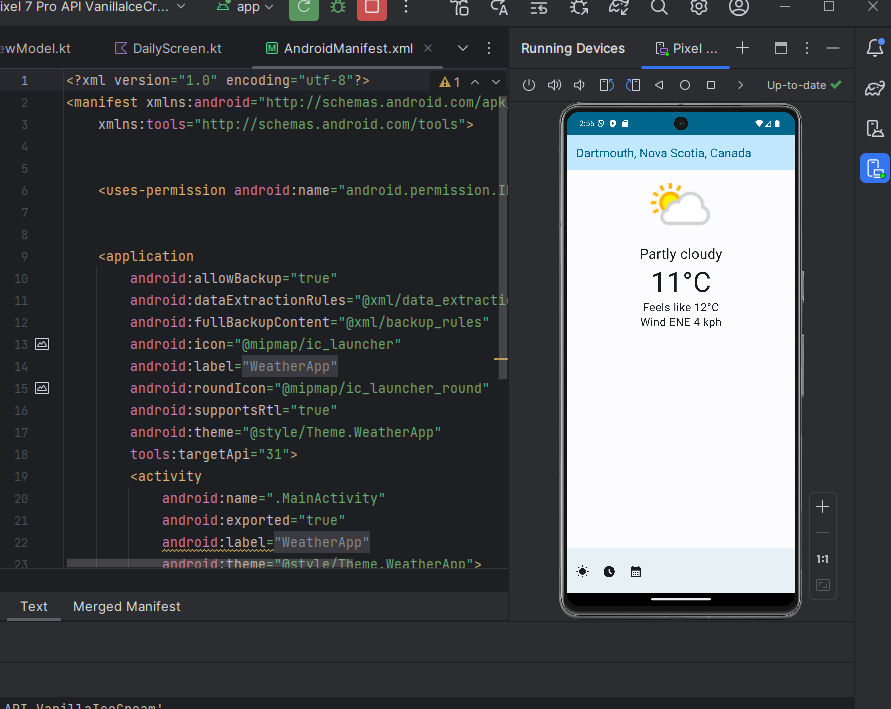 ixel 7 Pro API VanillaIceCr...
app
ewModel.kt
DailyScreen.kt
AndroidManifest.xml
Running Devices
Pixel ...
1
<?xml version="1.0" encoding="utf-8"?>
1
2
<manifest xmlns:android="http://schemas.android.com/apk
3
xmlns:tools="http://schemas.android.com/tools">
4
5
6
<uses-permission android:name="android.permission.I
7
8
9
<application
10
android:allowBackup="true"
11
android:dataExtractionRules="@xml/data_extracti
12
android:fullBackupContent="@xml/backup_rules"
13
android:icon="@mipmap/ic_launcher"
14
android:label="WeatherApp"
15
android:roundIcon="@mipmap/ic_launcher_round"
16
android:supportsRtl="true"
17
android:theme="@style/Theme.WeatherApp"
18
tools:targetApi="31">
19
<activity
20
android:name=".MainActivity"
21
android:exported="true"
22
android:label="WeatherApp"
23
android:theme="@style/Theme.WeatherApp">
Text
Merged Manifest
API VanillaIceCream'
Up-to-date
2:56
Dartmouth, Nova Scotia, Canada
Partly cloudy
11°C
Feels like 12°C
Wind ENE 4 kph
1:1